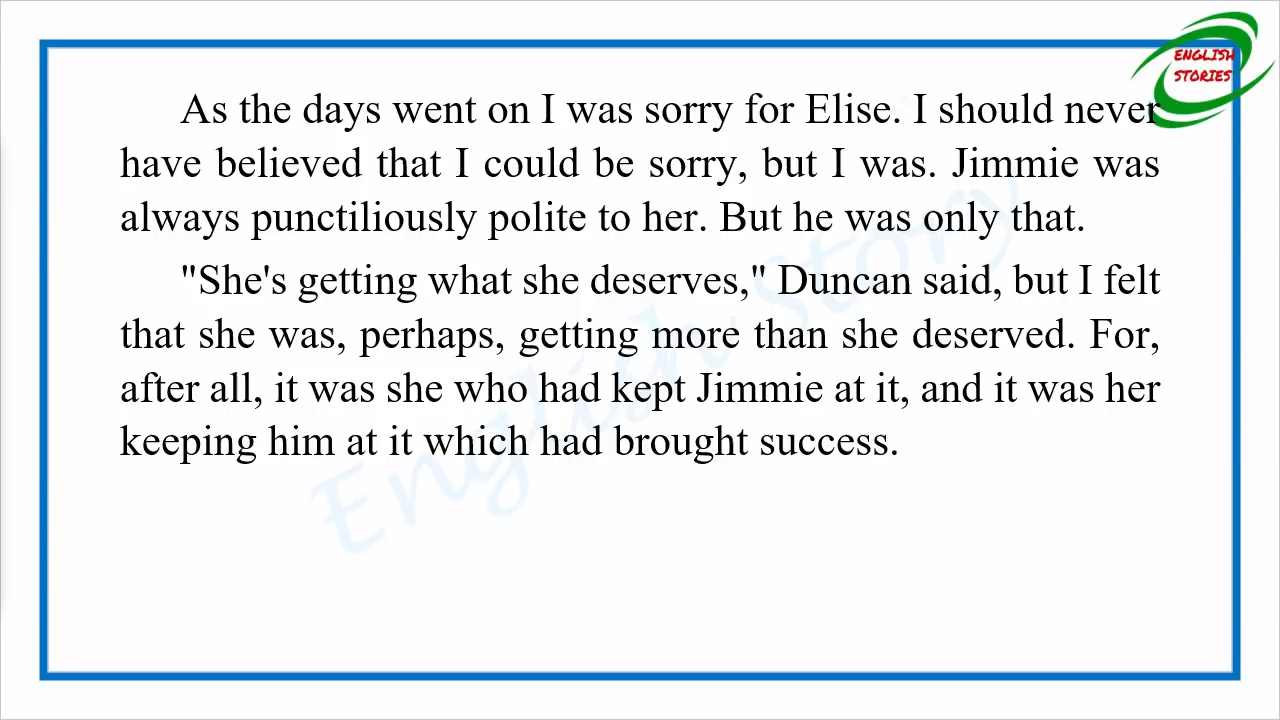 ENGLISH
STORIES
As the days went on I was sorry for Elise. I should never
have believed that I could be sorry, but I was. Jimmie was
always punctiliously polite to her. But he was only that.
"She's getting what she deserves," Duncan said, but I felt
that she was, perhaps, getting more than she deserved. For,
after all, it was she who had kept Jimmie at it, and it was her
keeping him at it which had brought success.
English Story